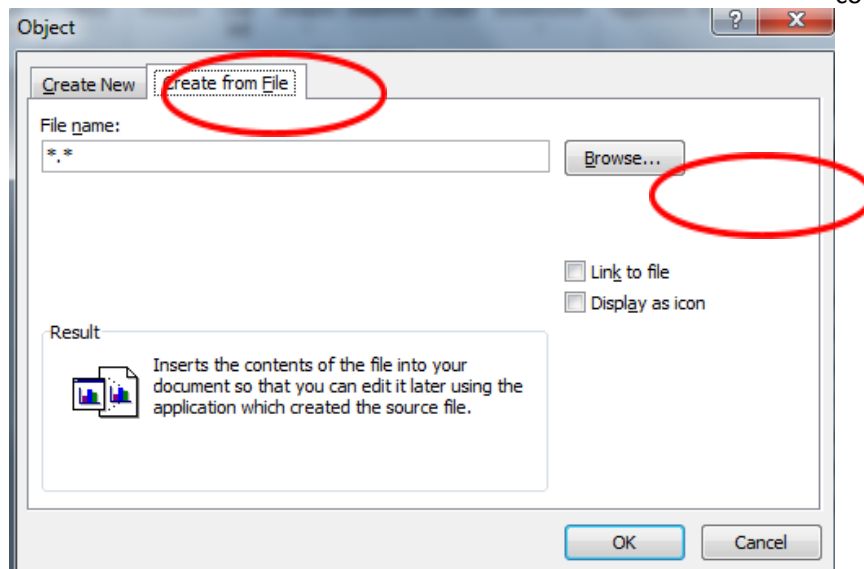 Object
Create New Create from File
File name:
*.*
Browse...
Link to file
Display as icon
Result
Inserts the contents of the file into your
document so that you can edit it later using the
application which created the source file.
OK Cancel